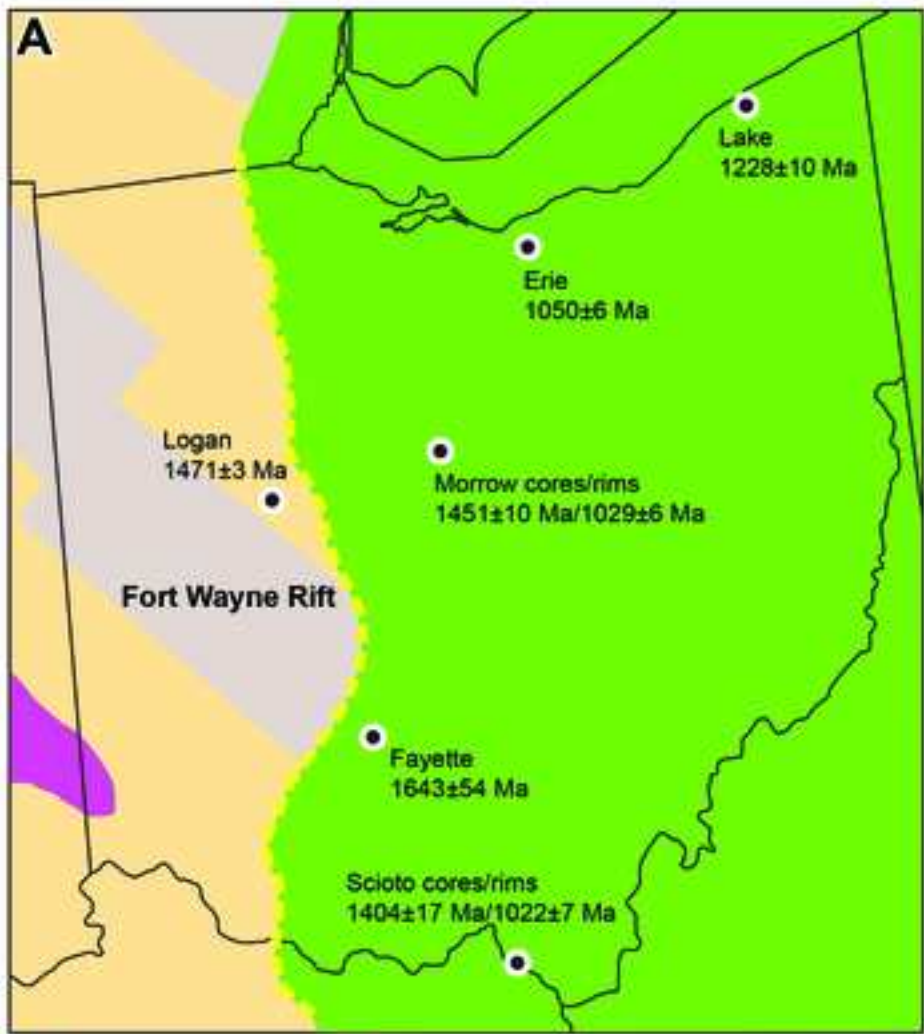 A
Lake
1228±10 Ma
Erie
1050±6 Ma
Logan
1471±3 Ma
Morrow cores/rims
1451±10 Ma/1029±6 Ma
Fort Wayne Rift
Fayette
1643±54 Ma
Scioto cores/rims
1404±17 Ma/1022±7 Ma